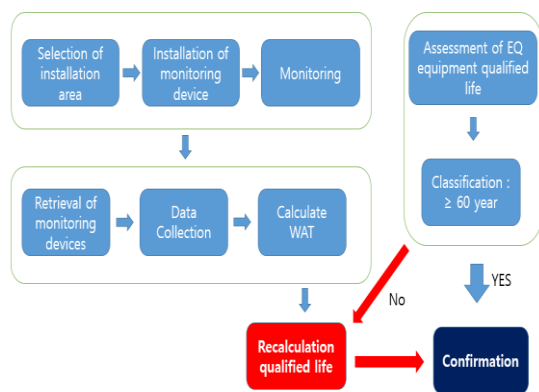 Selection of
installation
area
Installation of
monitoring
device
Monitoring
Assessment of EQ
equipment qualified
life
Retrieval of
monitoring
devices
Data
Collection
Calculate
WAT
Classification :
≥ 60 year
No
YES
Recalculation
qualified life
Confirmation